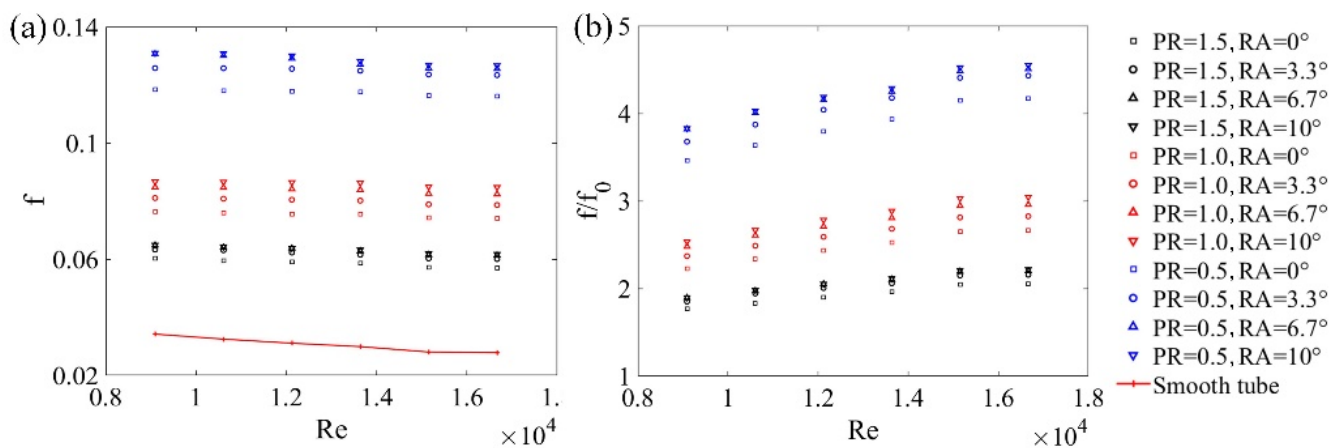 (a)
0.14
0.1
0.06
0.02
f
0.8 1 1.2 1.4 1.6 1.8
Re
×10⁴
(b)
5
4
3
2
1
f/f₀
0.8 1 1.2 1.4 1.6 1.8
Re
×10⁴
PR=1.5, RA=0°
PR=1.5, RA=3.3°
PR=1.5, RA=6.7°
PR=1.5, RA=10°
PR=1.0, RA=0°
PR=1.0, RA=3.3°
PR=1.0, RA=6.7°
PR=1.0, RA=10°
PR=0.5, RA=0°
PR=0.5, RA=3.3°
PR=0.5, RA=6.7°
PR=0.5, RA=10°
Smooth tube